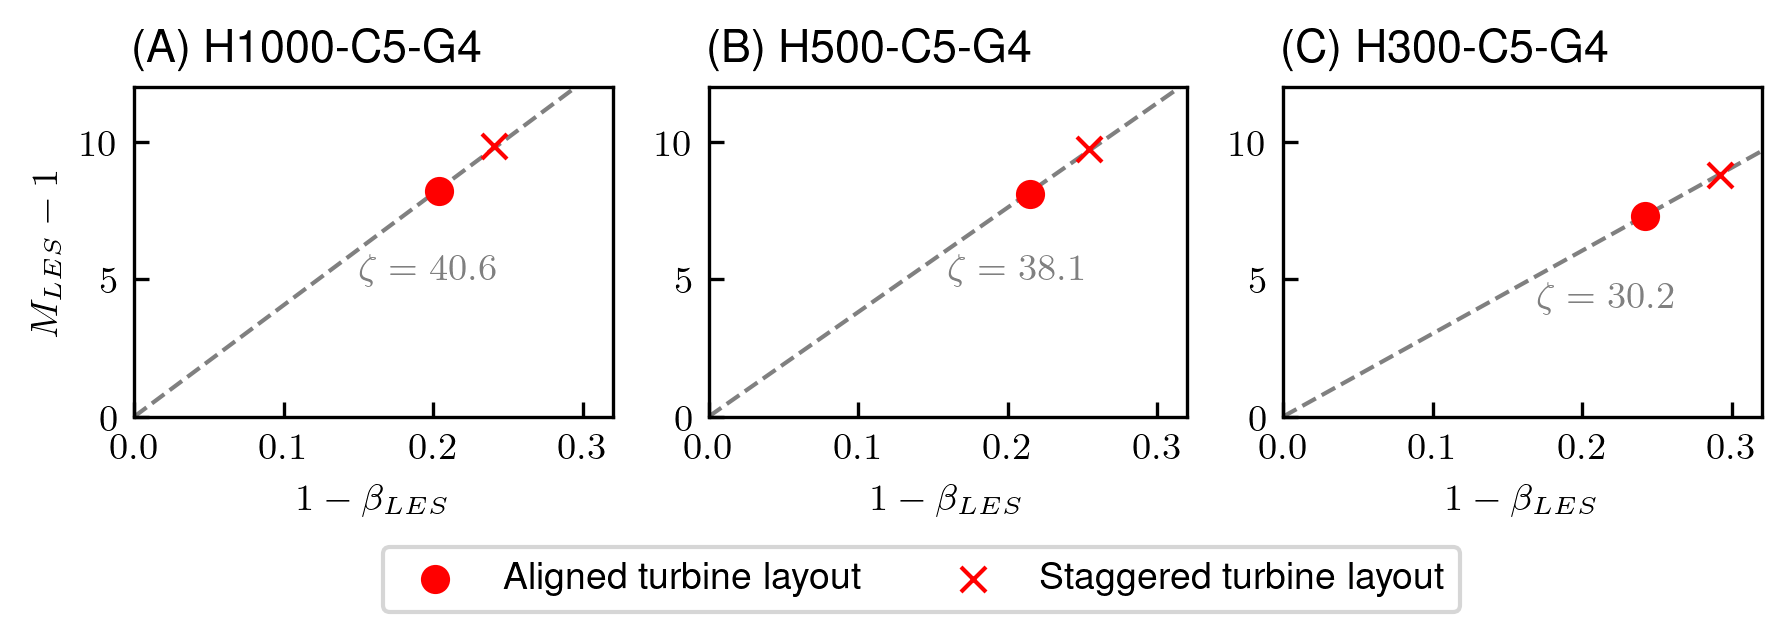 (A) H1000-C5-G4
(B) H500-C5-G4
(C) H300-C5-G4
M_{LES} − 1
10
5
0
0.0 0.1 0.2 0.3
ζ = 40.6
1 − β_{LES}
10
5
0
0.0 0.1 0.2 0.3
ζ = 38.1
1 − β_{LES}
10
5
0
0.0 0.1 0.2 0.3
ζ = 30.2
1 − β_{LES}
Aligned turbine layout
Staggered turbine layout